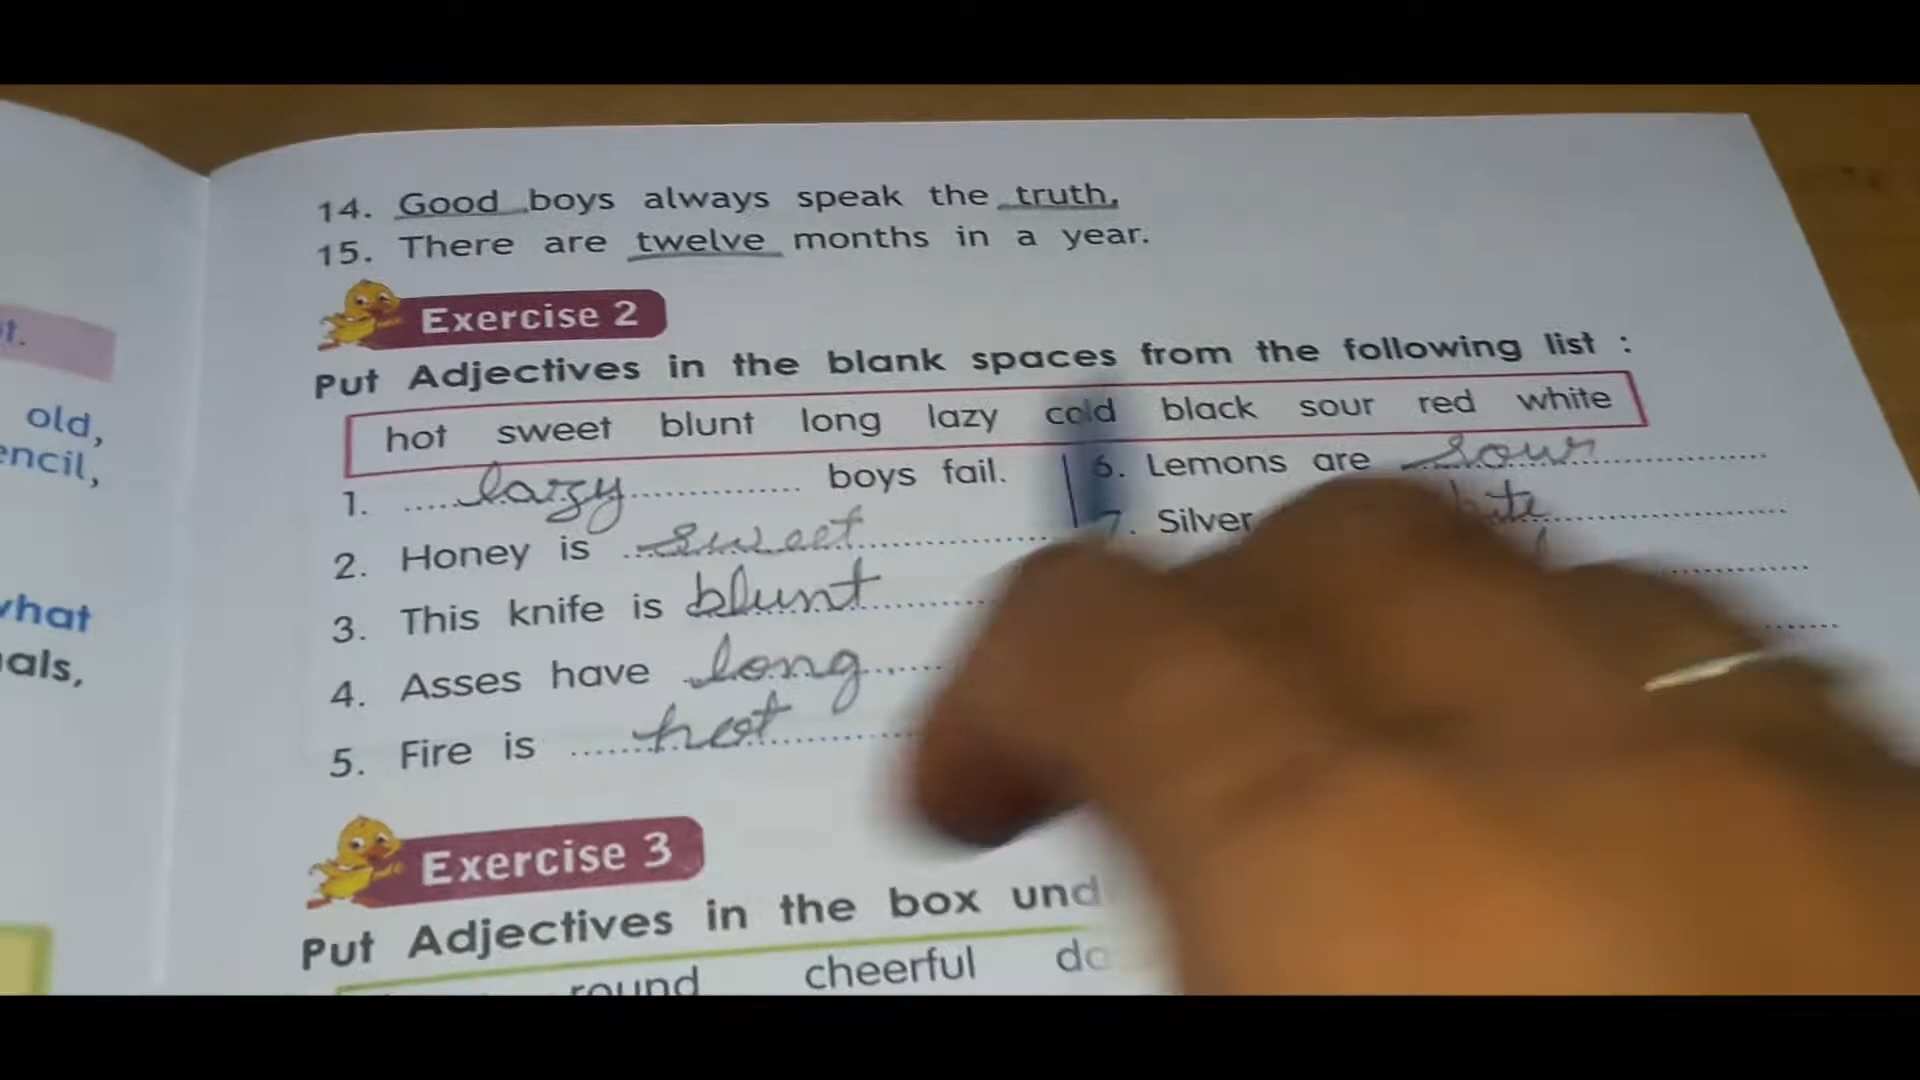 14. Good boys always speak the truth.
15. There are twelve months in a year.
Exercise 2
Put Adjectives in the blank spaces from the following list :
hot sweet blunt long lazy cold black sour red white
1. lazy boys fail.
2. Honey is sweet
3. This knife is blunt
4. Asses have long
5. Fire is hot
6. Lemons are sour
7. Silver
Exercise 3
Put Adjectives in the box
round cheerful
old,
encil,
what
als,